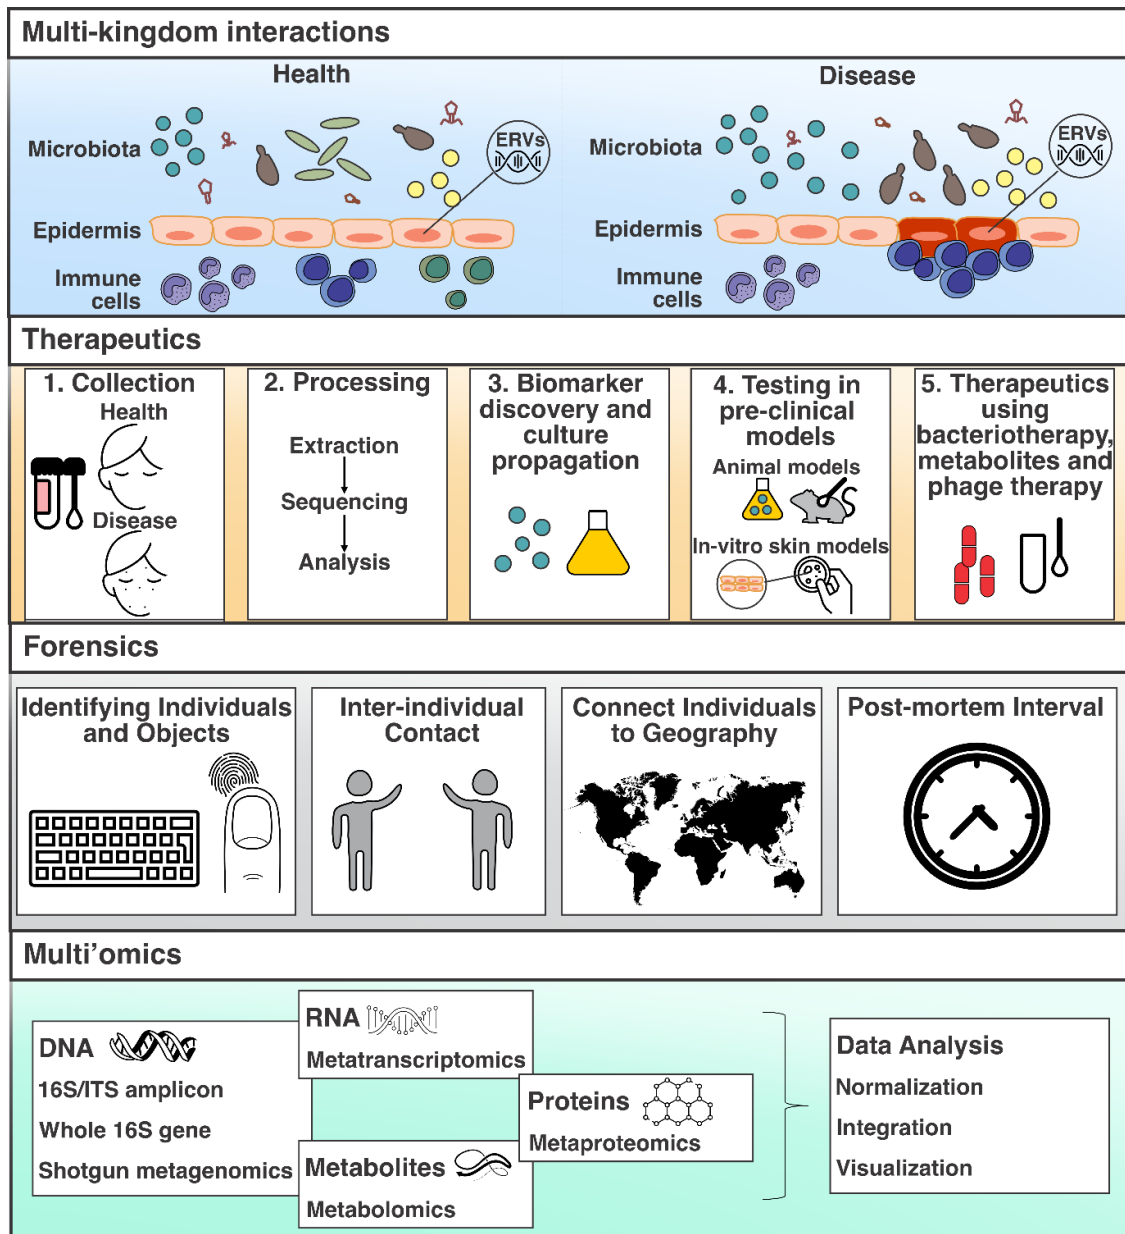 Multi-kingdom interactions
Health
Microbiota
ERVs
Epidermis
Immune
cells
Disease
Microbiota
ERVs
Epidermis
Immune
cells
Therapeutics
1. Collection
Health
Disease
2. Processing
Extraction
Sequencing
Analysis
3. Biomarker
discovery and
culture
propagation
4. Testing in
pre-clinical
models
Animal models
In-vitro skin models
5. Therapeutics
using
bacteriotherapy,
metabolites and
phage therapy
Forensics
Identifying Individuals
and Objects
Inter-individual
Contact
Connect Individuals
to Geography
Post-mortem Interval
Multi’omics
DNA
16S/ITS amplicon
Whole 16S gene
Shotgun metagenomics
RNA
Metatranscriptomics
Proteins
Metaproteomics
Metabolites
Metabolomics
Data Analysis
Normalization
Integration
Visualization